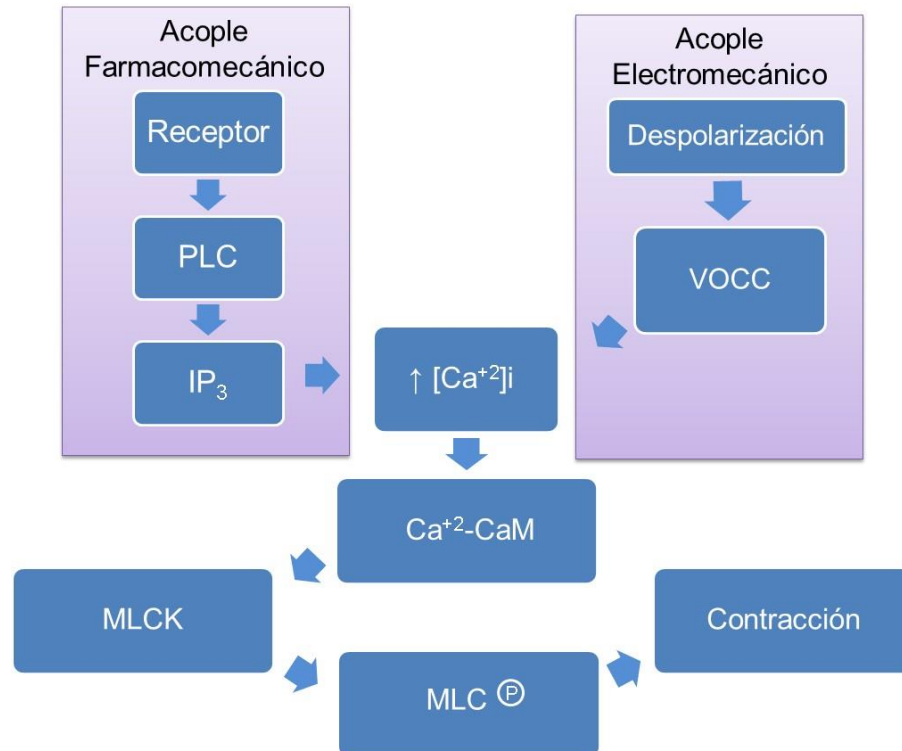 Acople
Farmacomecánico
Receptor
PLC
IP₃
Acople
Electromecánico
Despolarización
VOCC
↑ [Ca⁺²]i
Ca⁺²-CaM
MLCK
MLC Ⓟ
Contracción